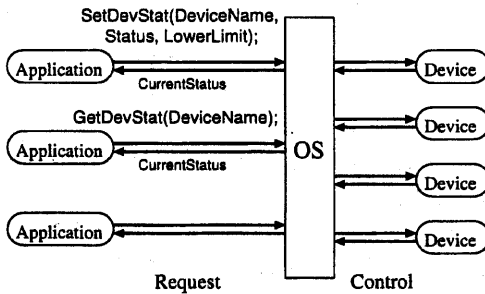 SetDevStat(DeviceName,
Status, LowerLimit);
Application
CurrentStatus
Device
GetDevStat(DeviceName);
Application
CurrentStatus
OS
Device
Device
Application
Device
Request
Control